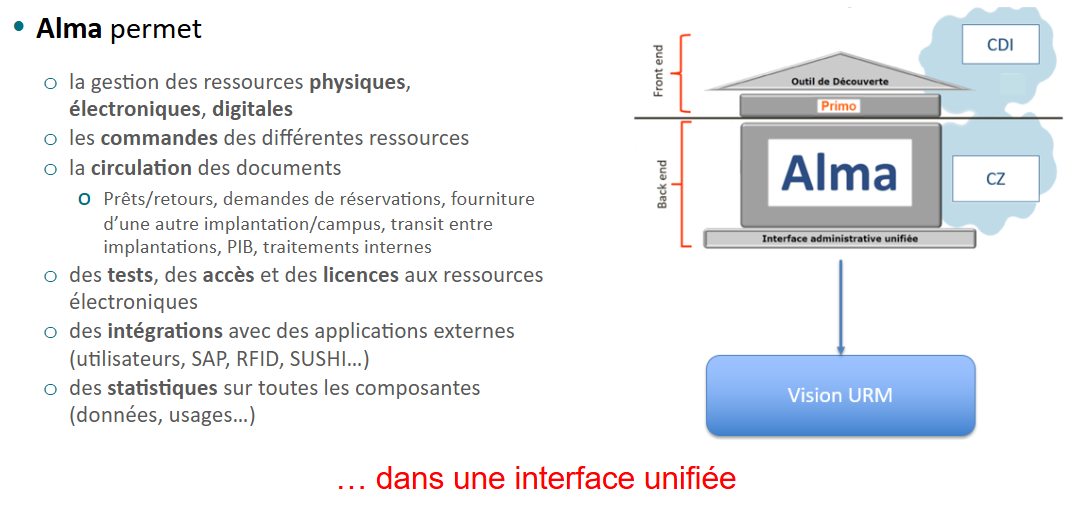 • Alma permet
o la gestion des ressources physiques,
électroniques, digitales
o les commandes des différentes ressources
o la circulation des documents
o Prêts/retours, demandes de réservations, fourniture
d’une autre implantation/campus, transit entre
implantations, PIB, traitements internes
o des tests, des accès et des licences aux ressources
électroniques
o des intégrations avec des applications externes
(utilisateurs, SAP, RFID, SUSHI…)
o des statistiques sur toutes les composantes
(données, usages…)
Front end
CDI
Outil de Découverte
Primo
Back end
Alma
CZ
Interface administrative unifiée
Vision URM
… dans une interface unifiée